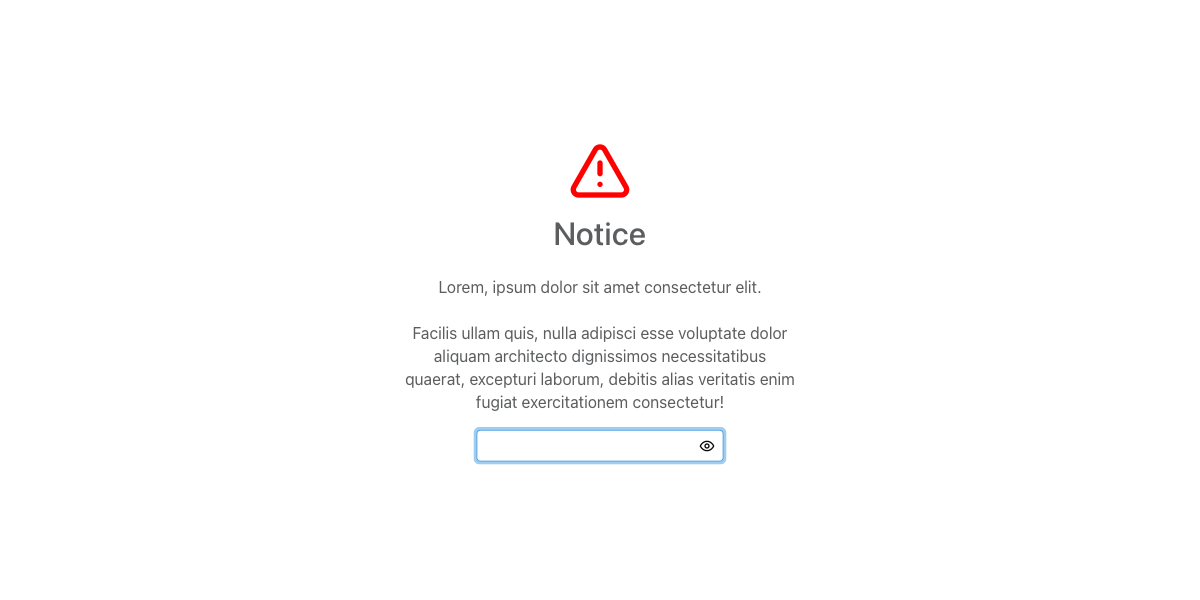 Notice
Lorem, ipsum dolor sit amet consectetur elit.
Facilis ullam quis, nulla adipisci esse voluptate dolor
aliquam architecto dignissimos necessitatibus
quaerat, excepturi laborum, debitis alias veritatis enim
fugiat exercitationem consectetur!